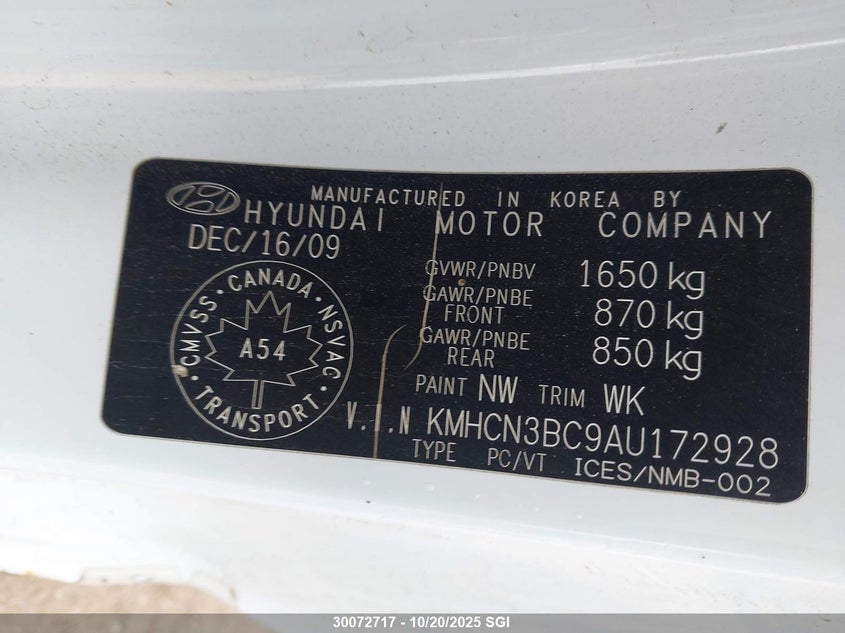 MANUFACTURED IN KOREA BY
HYUNDAI MOTOR COMPANY
DEC/16/09
GVWR/PNBV 1650 kg
GAWR/PNBE FRONT 870 kg
GAWR/PNBE REAR 850 kg
CMVSS · CANADA · NSVAC · TRANSPORT ·
A54
PAINT NW TRIM WK
V.I.N KMHCN3BC9AU172928
TYPE PC/VT ICES/NMB-002
30072717 - 10/20/2025 SGI